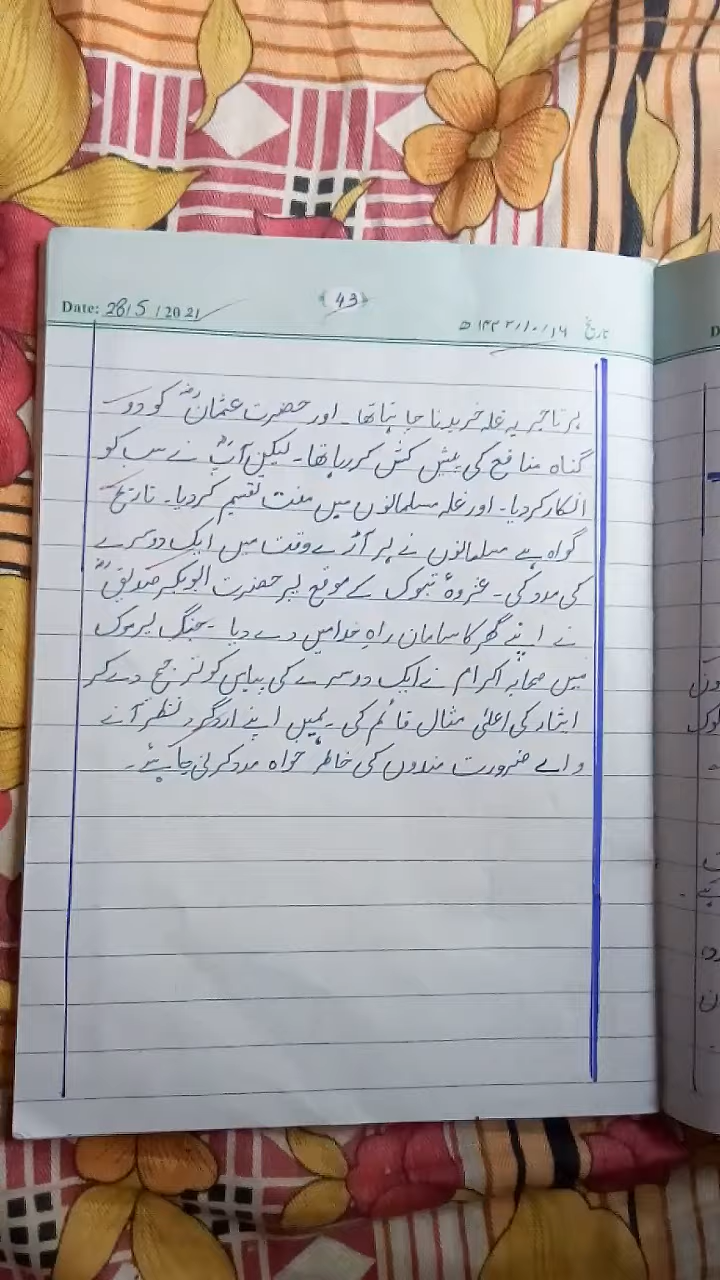 Date: 28/5/2021
43
تاریخ ۱۴۴۲/۱۰/۱۶ ھ
ہر تاجر یہ غلہ خریدنا چاہتا تھا۔ اور حضرت عثمانؓ کو دو
گناہ منافع کی پیش کش کر رہا تھا۔ لیکن آپؓ نے سب کو
انکار کر دیا۔ اور غلہ مسلمانوں میں مفت تقسیم کر دیا۔ تاریخ
گواہ ہے مسلمانوں نے ہر آڑے وقت میں ایک دوسرے
کی مدد کی۔ غزوۂ تبوک کے موقع پر حضرت ابوبکر صدیقؓ
نے اپنے گھر کا سامان راہِ خدا میں دے دیا۔ جنگ یرموک
میں صحابہ اکرام نے ایک دوسرے کی پیاس کو ترجیح دے کر
ایثار کی اعلیٰ مثال قائم کی۔ ہمیں اپنے اردگرد نظر آنے
والے ضرورت مندوں کی خاطر خواہ مدد کرنی چاہیئے۔